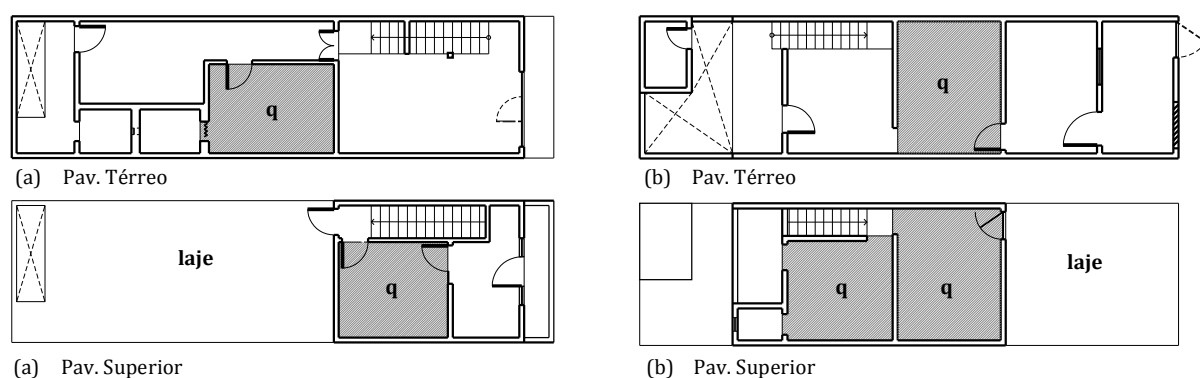 q
q
(a) Pav. Térreo
(b) Pav. Térreo
laje
q
q
q
laje
(a) Pav. Superior
(b) Pav. Superior